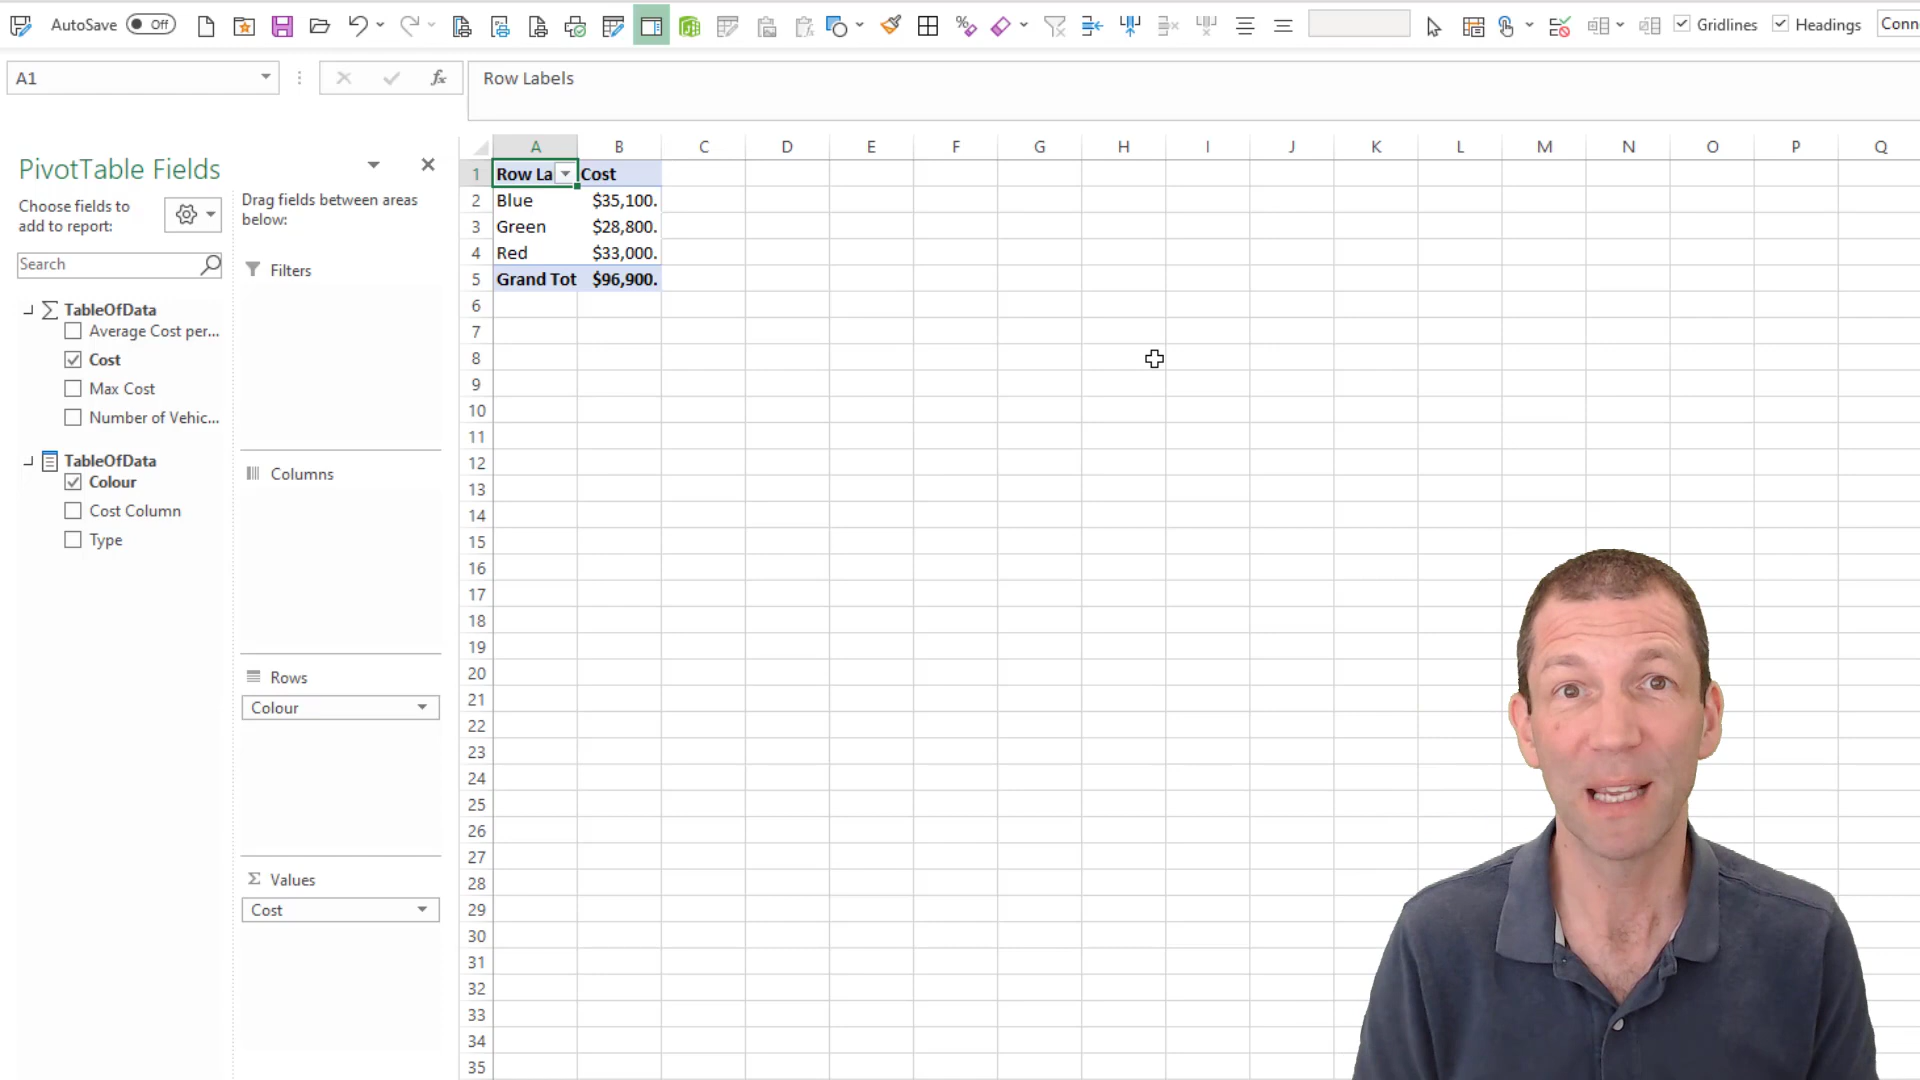 AutoSave Off
Gridlines Headings Conn
A1 fx Row Labels
PivotTable Fields
Choose fields to
add to report:
Search
TableOfData
Average Cost per...
Cost
Max Cost
Number of Vehic...
TableOfData
Colour
Cost Column
Type
Drag fields between areas
below:
Filters
Columns
Rows
Colour
Σ Values
Cost
A B C D E F G H I J K L M N O P Q
1 Row La Cost
2 Blue $35,100.
3 Green $28,800.
4 Red $33,000.
5 Grand Tot $96,900.
6
7
8
9
10
11
12
13
14
15
16
17
18
19
20
21
22
23
24
25
26
27
28
29
30
31
32
33
34
35